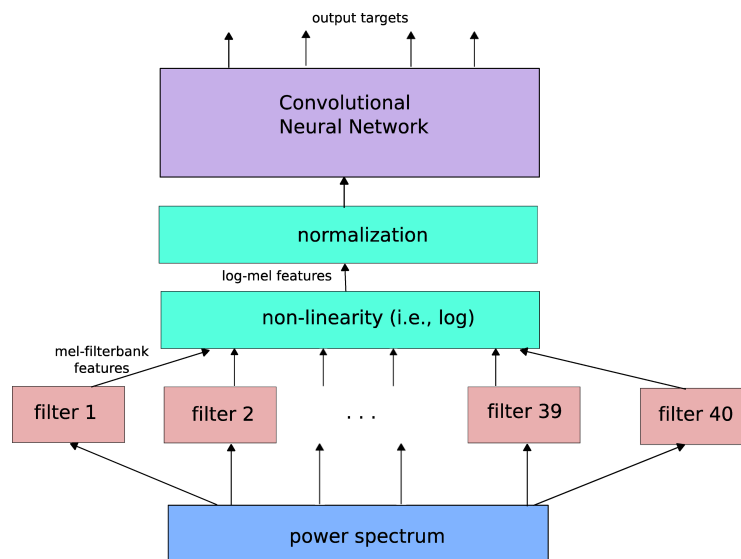 output targets
Convolutional
Neural Network
normalization
log-mel features
non-linearity (i.e., log)
mel-filterbank
features
filter 1
filter 2
. . .
filter 39
filter 40
power spectrum